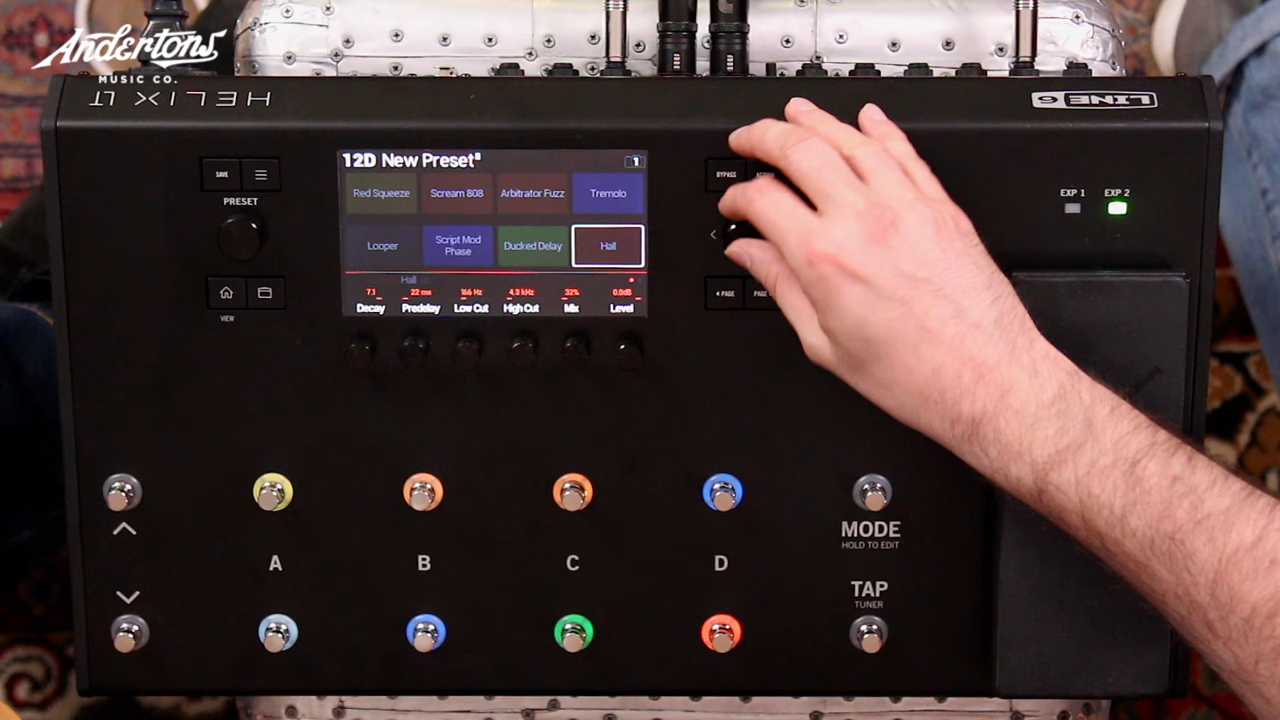 Andertons
MUSIC CO.
HELIX LT
LINE 6
SAVE
PRESET
VIEW
12D New Preset
1
Red Squeeze
Scream 808
Arbitrator Fuzz
Tremolo
Looper
Script Mod
Phase
Ducked Delay
Hall
Hall
7.1
22 ms
166 Hz
4.3 kHz
32%
0.0dB
Decay
Predelay
Low Cut
High Cut
Mix
Level
BYPASS
<
< PAGE
PAGE
EXP 1
EXP 2
A
B
C
D
MODE
HOLD TO EDIT
TAP
TUNER